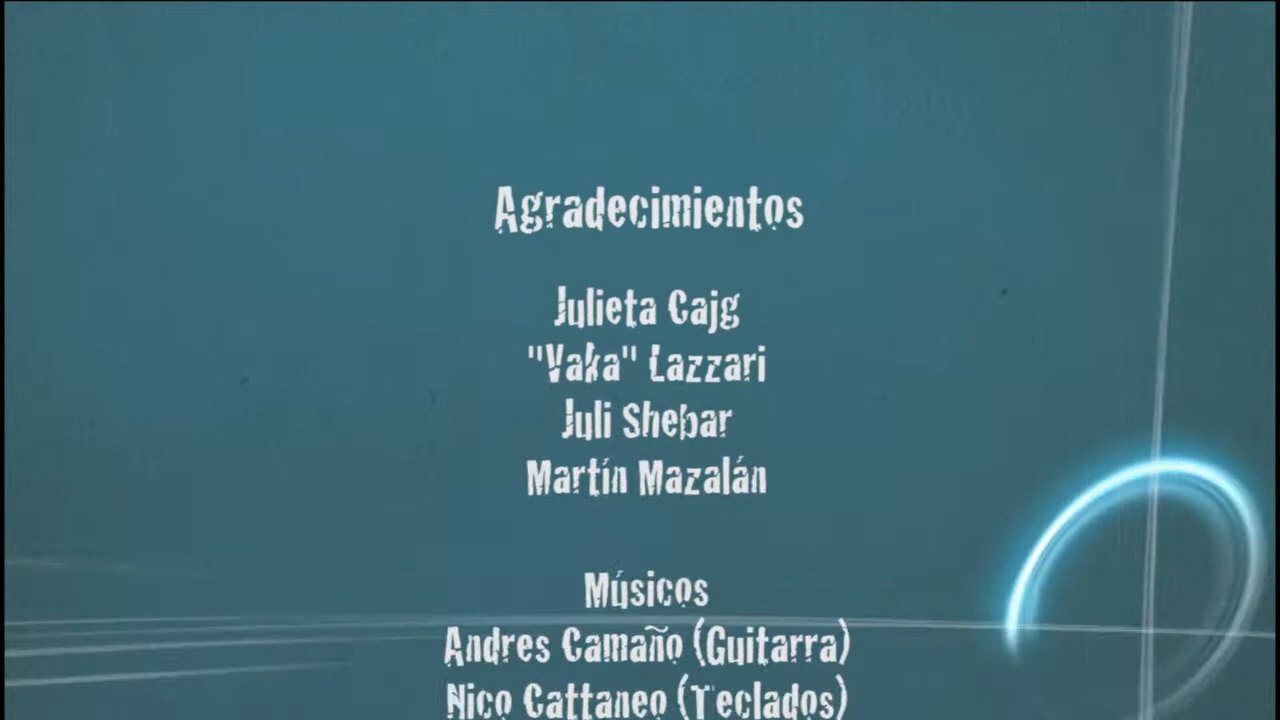 Agradecimientos
Julieta Cajg
"Vaka" Lazzari
Juli Shebar
Martín Mazalán
Músicos
Andres Camaño (Guitarra)
Nico Cattaneo (Teclados)